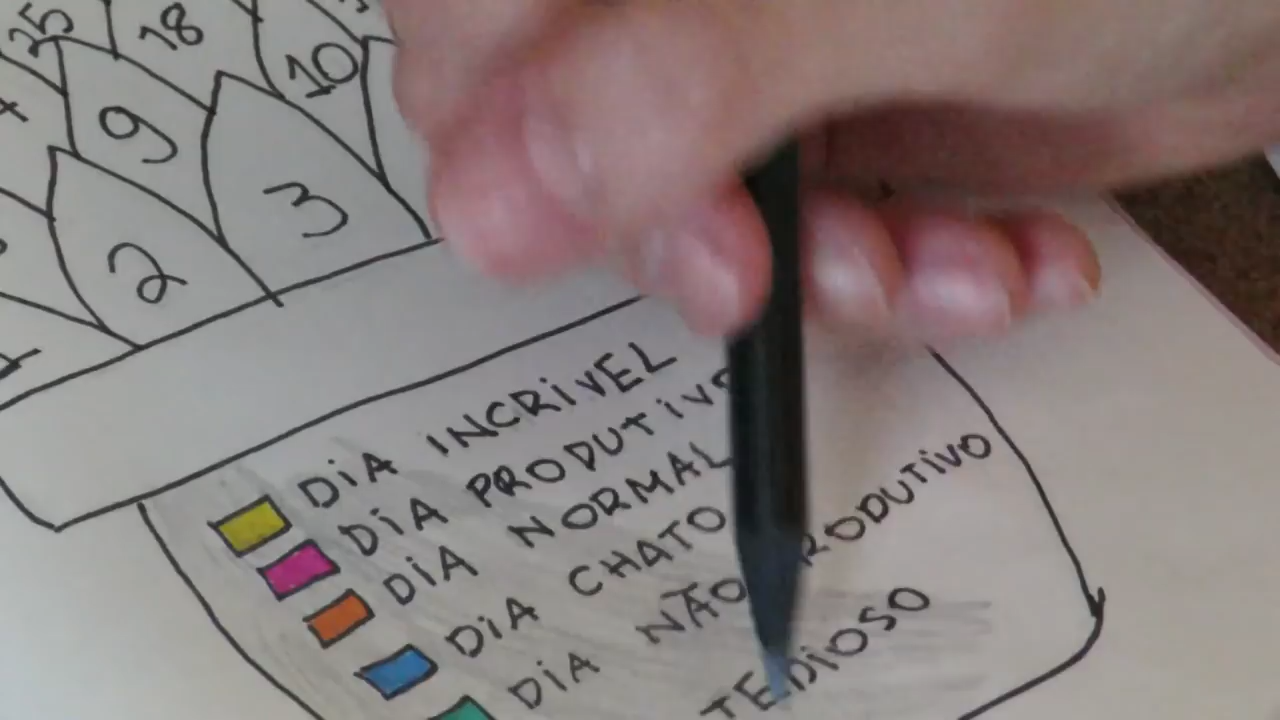 25 18 10
9
3
2
DIA INCRIVEL
DIA PRODUTIVO
DIA NORMAL
DIA CHATO
DIA NÃO PRODUTIVO
TEDIOSO